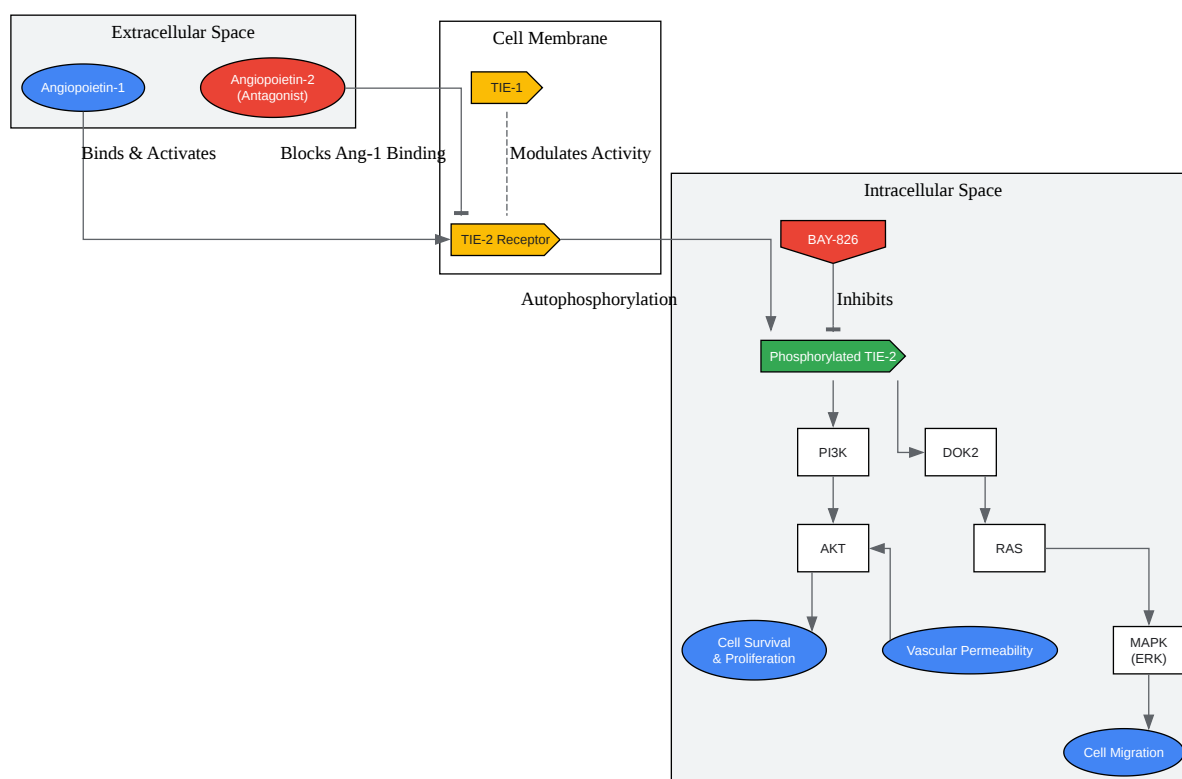 Extracellular Space
Angiopoietin-1
Angiopoietin-2
(Antagonist)
Cell Membrane
TIE-1
Binds & Activates
Blocks Ang-1 Binding
Modulates Activity
TIE-2 Receptor
Autophosphorylation
Intracellular Space
BAY-826
Inhibits
Phosphorylated TIE-2
PI3K
DOK2
AKT
RAS
Cell Survival
& Proliferation
Vascular Permeability
MAPK
(ERK)
Cell Migration